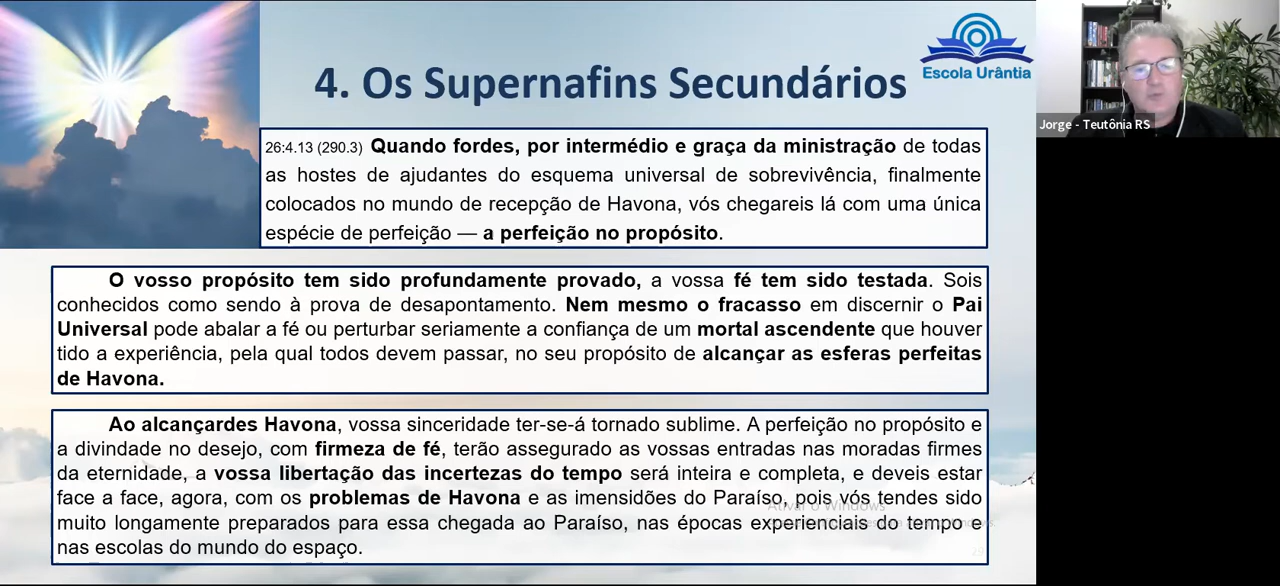 Escola Urântia
4. Os Supernafins Secundários
Jorge - Teutônia RS
26:4.13 (290.3) Quando fordes, por intermédio e graça da ministração de todas
as hostes de ajudantes do esquema universal de sobrevivência, finalmente
colocados no mundo de recepção de Havona, vós chegareis lá com uma única
espécie de perfeição — a perfeição no propósito.
O vosso propósito tem sido profundamente provado, a vossa fé tem sido testada. Sois
conhecidos como sendo à prova de desapontamento. Nem mesmo o fracasso em discernir o Pai
Universal pode abalar a fé ou perturbar seriamente a confiança de um mortal ascendente que houver
tido a experiência, pela qual todos devem passar, no seu propósito de alcançar as esferas perfeitas
de Havona.
Ao alcançardes Havona, vossa sinceridade ter-se-á tornado sublime. A perfeição no propósito e
a divindade no desejo, com firmeza de fé, terão assegurado as vossas entradas nas moradas firmes
da eternidade, a vossa libertação das incertezas do tempo será inteira e completa, e deveis estar
face a face, agora, com os problemas de Havona e as imensidões do Paraíso, pois vós tendes sido
muito longamente preparados para essa chegada ao Paraíso, nas épocas experienciais do tempo e
nas escolas do mundo do espaço.
Ativar o Windows